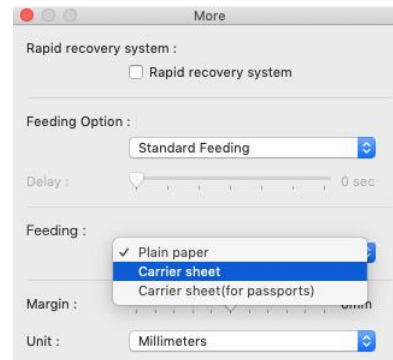 More
Rapid recovery system :
Rapid recovery system
Feeding Option :
Standard Feeding
Delay : 0 sec
Feeding :
✓ Plain paper
Carrier sheet
Carrier sheet(for passports)
Margin : 0mm
Unit : Millimeters